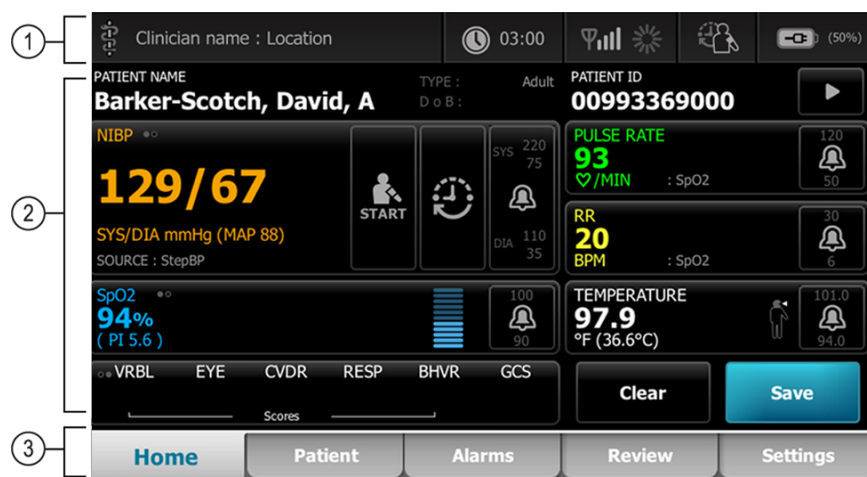 1
Clinician name : Location
03:00
(50%)
2
PATIENT NAME
Barker-Scotch, David, A
TYPE : Adult
D o B :
PATIENT ID
00993369000
NIBP
129/67
SYS/DIA mmHg (MAP 88)
SOURCE : StepBP
START
SYS 220
75
DIA 110
35
PULSE RATE
93
/MIN : SpO2
120
50
RR
20
BPM : SpO2
30
6
SpO2
94%
( PI 5.6 )
100
90
TEMPERATURE
97.9
°F (36.6°C)
101.0
94.0
VRBL EYE CVDR RESP BHVR GCS
Scores
Clear
Save
3
Home Patient Alarms Review Settings